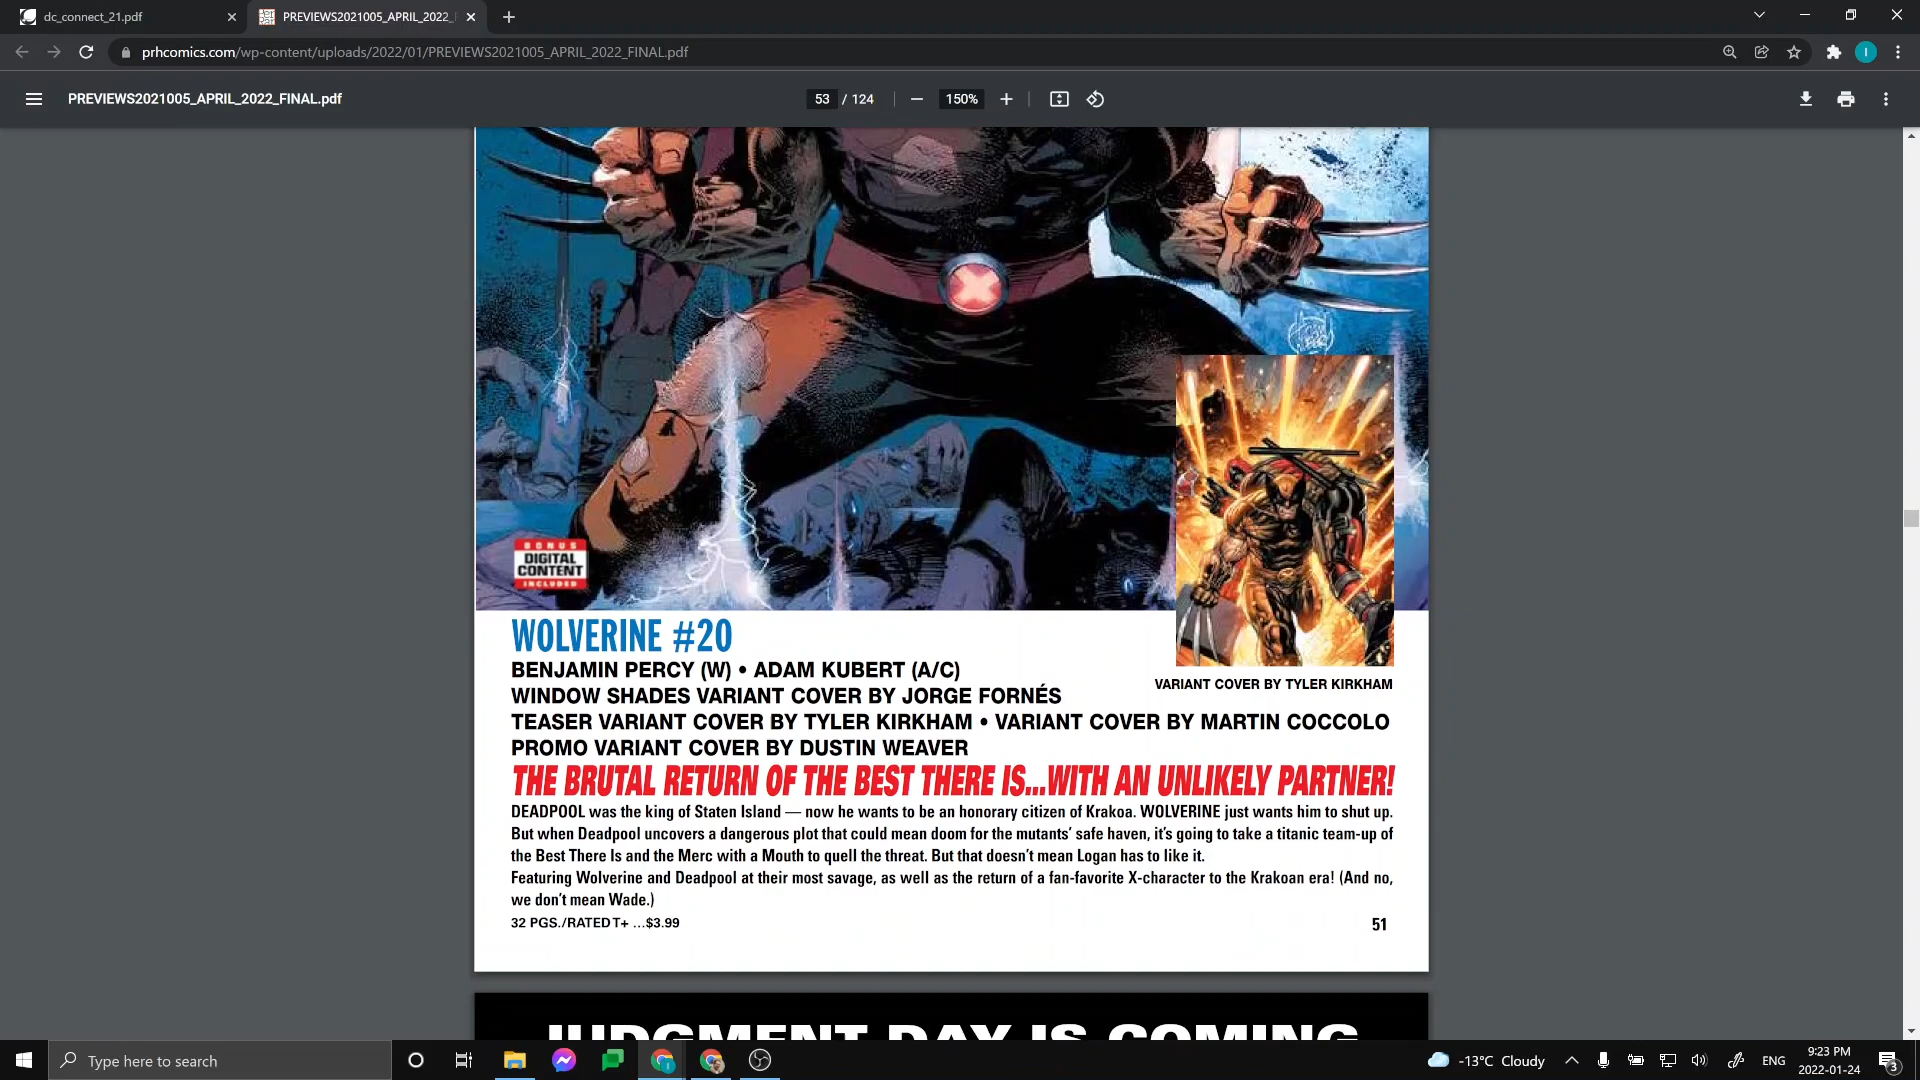 dc_connect_21.pdf
PREVIEWS2021005_APRIL_2022_
prhcomics.com/wp-content/uploads/2022/01/PREVIEWS2021005_APRIL_2022_FINAL.pdf
I
PREVIEWS2021005_APRIL_2022_FINAL.pdf
53 / 124
150%
BONUS
DIGITAL
CONTENT
INCLUDED
WOLVERINE #20
BENJAMIN PERCY (W) • ADAM KUBERT (A/C)
WINDOW SHADES VARIANT COVER BY JORGE FORNÉS
VARIANT COVER BY TYLER KIRKHAM
TEASER VARIANT COVER BY TYLER KIRKHAM • VARIANT COVER BY MARTIN COCCOLO
PROMO VARIANT COVER BY DUSTIN WEAVER
THE BRUTAL RETURN OF THE BEST THERE IS...WITH AN UNLIKELY PARTNER!
DEADPOOL was the king of Staten Island — now he wants to be an honorary citizen of Krakoa. WOLVERINE just wants him to shut up.
But when Deadpool uncovers a dangerous plot that could mean doom for the mutants’ safe haven, it’s going to take a titanic team-up of
the Best There Is and the Merc with a Mouth to quell the threat. But that doesn’t mean Logan has to like it.
Featuring Wolverine and Deadpool at their most savage, as well as the return of a fan-favorite X-character to the Krakoan era! (And no,
we don’t mean Wade.)
32 PGS./RATED T+ ...$3.99
51
JUDGMENT DAY IS COMING
Type here to search
-13°C Cloudy
ENG
9:23 PM
2022-01-24
3